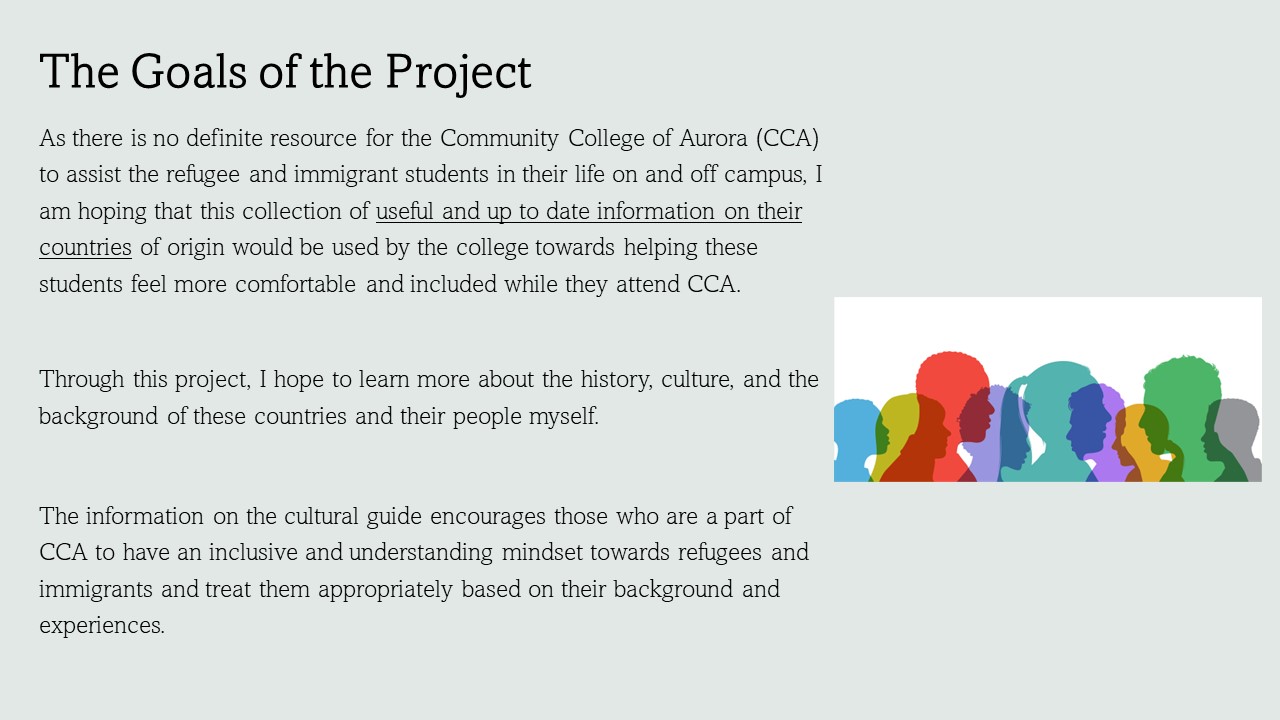 The Goals of the Project
As there is no definite resource for the Community College of Aurora (CCA)
to assist the refugee and immigrant students in their life on and off campus, I
am hoping that this collection of useful and up to date information on their
countries of origin would be used by the college towards helping these
students feel more comfortable and included while they attend CCA.
Through this project, I hope to learn more about the history, culture, and the
background of these countries and their people myself.
The information on the cultural guide encourages those who are a part of
CCA to have an inclusive and understanding mindset towards refugees and
immigrants and treat them appropriately based on their background and
experiences.